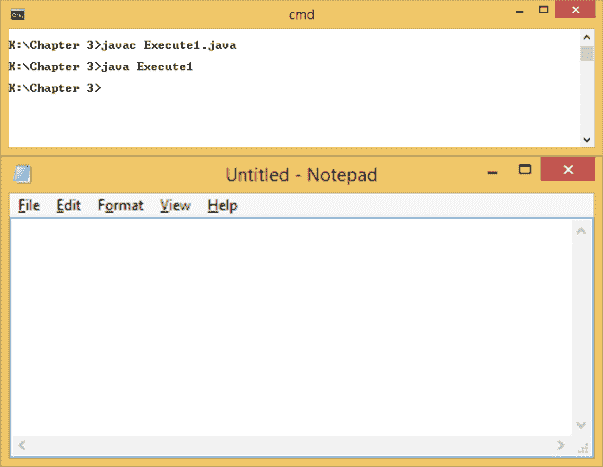 cmd
K:\Chapter 3>javac Execute1.java
K:\Chapter 3>java Execute1
K:\Chapter 3>
Untitled - Notepad
File Edit Format View Help